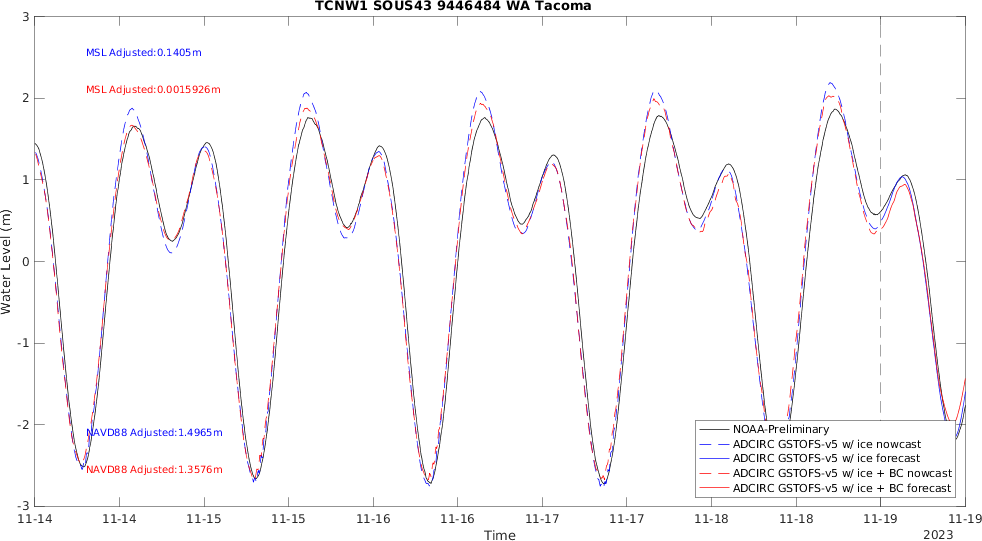 TCNW1 SOUS43 9446484 WA Tacoma
3
MSL Adjusted:0.1405m
MSL Adjusted:0.0015926m
2
1
0
-1
-2
-3
Water Level (m)
NAVD88 Adjusted:1.4965m
NAVD88 Adjusted:1.3576m
NOAA-Preliminary
ADCIRC GSTOFS-v5 w/ ice nowcast
ADCIRC GSTOFS-v5 w/ ice forecast
ADCIRC GSTOFS-v5 w/ ice + BC nowcast
ADCIRC GSTOFS-v5 w/ ice + BC forecast
11-14 11-14 11-15 11-15 11-16 11-16 11-17 11-17 11-18 11-18 11-19 11-19
Time
2023